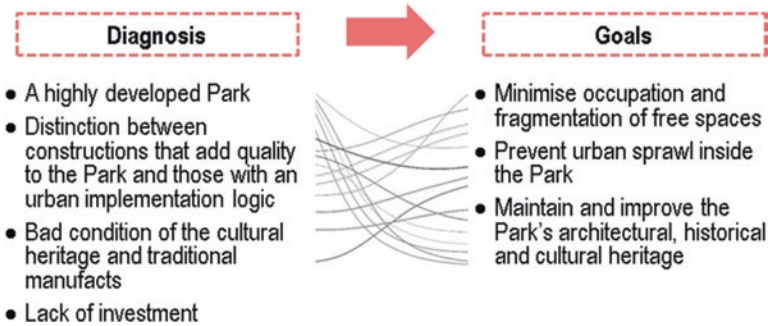 Diagnosis
• A highly developed Park
• Distinction between
constructions that add quality
to the Park and those with an
urban implementation logic
• Bad condition of the cultural
heritage and traditional
manufacts
• Lack of investment
Goals
• Minimise occupation and
fragmentation of free spaces
• Prevent urban sprawl inside
the Park
• Maintain and improve the
Park's architectural, historical
and cultural heritage